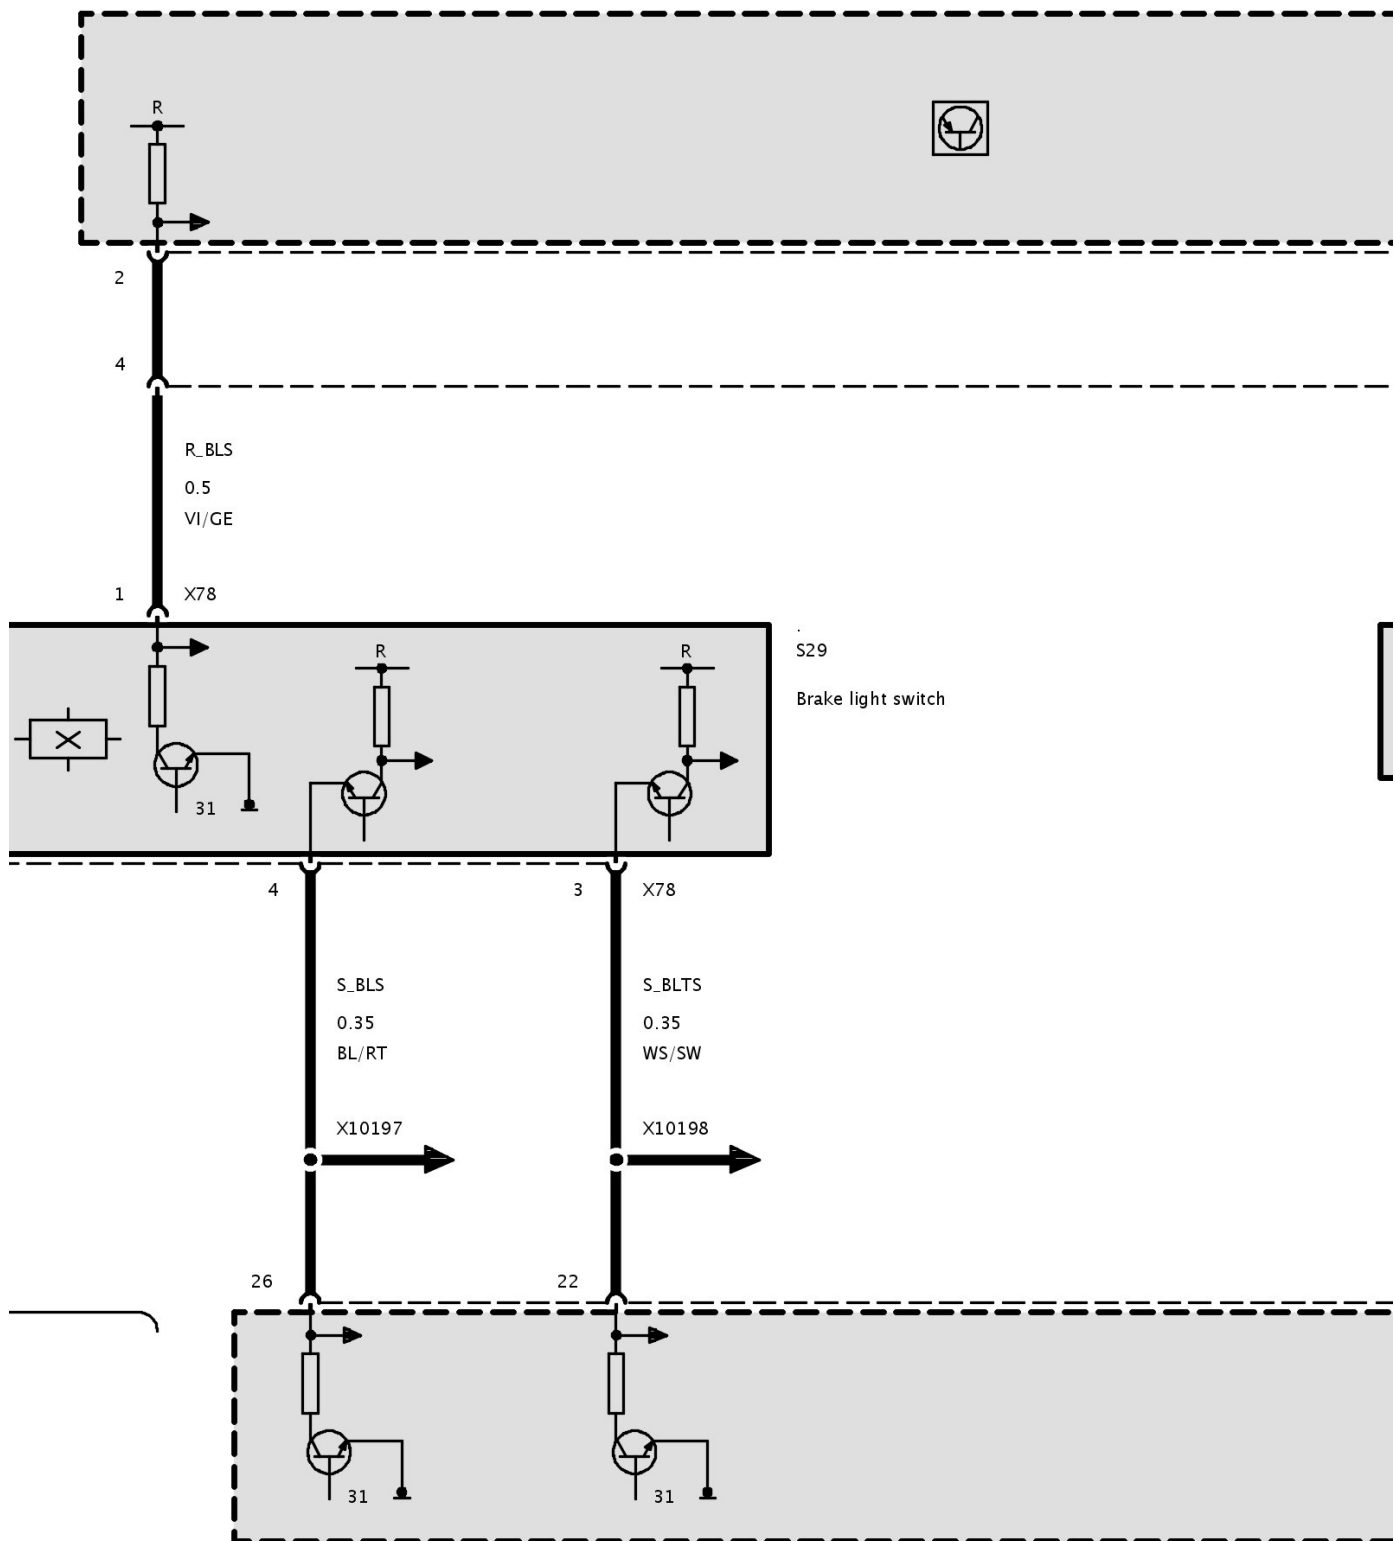 R
2
4
R_BLS
0.5
VI/GE
1
X78
.
S29
R
R
Brake light switch
31
4
3
X78
S_BLS
S_BLTS
0.35
0.35
BL/RT
WS/SW
X10197
X10198
26
22
31
31